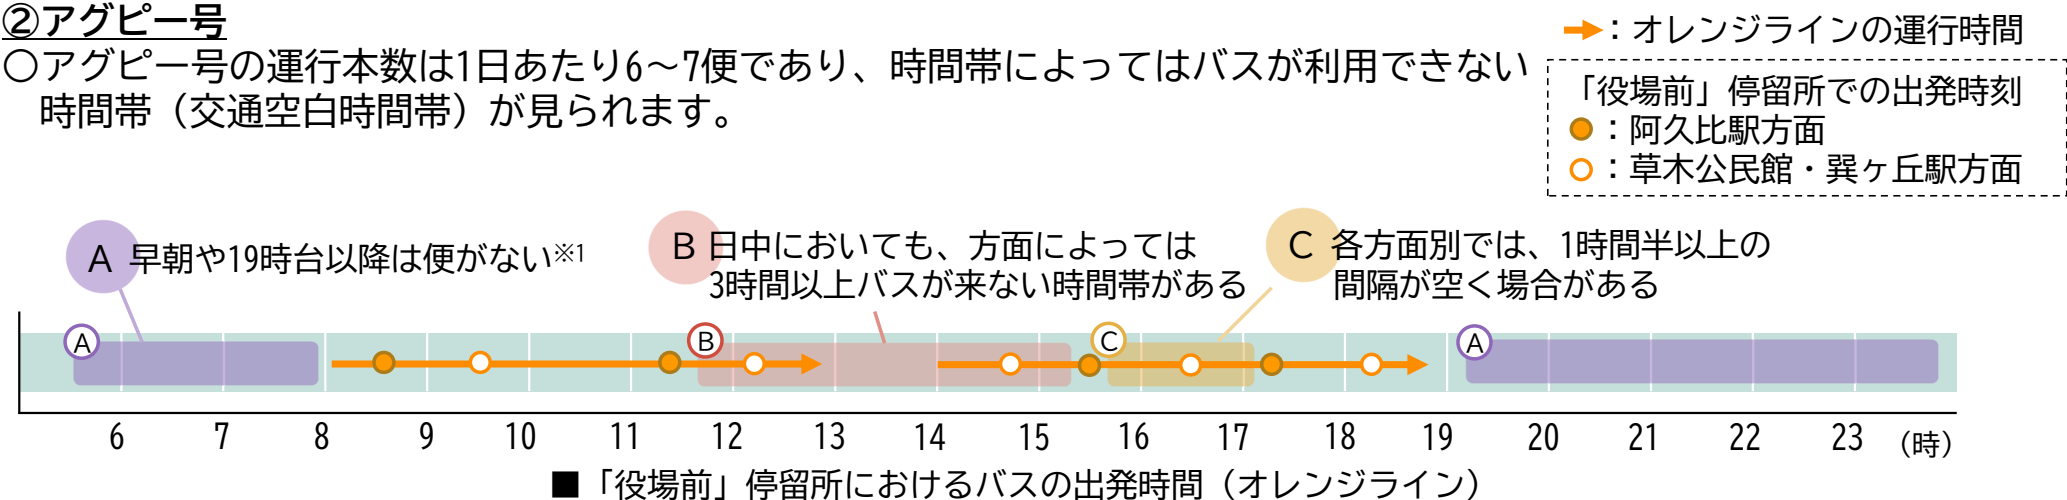 ②アグピー号
〇アグピー号の運行本数は1日あたり6～7便であり、時間帯によってはバスが利用できない
時間帯（交通空白時間帯）が見られます。
：オレンジラインの運行時間
「役場前」停留所での出発時刻
：阿久比駅方面
：草木公民館・巽ヶ丘駅方面
A 早朝や19時台以降は便がない※1
B 日中においても、方面によっては
3時間以上バスが来ない時間帯がある
C 各方面別では、1時間半以上の
間隔が空く場合がある
A B C A
6 7 8 9 10 11 12 13 14 15 16 17 18 19 20 21 22 23 （時）
■「役場前」停留所におけるバスの出発時間（オレンジライン）